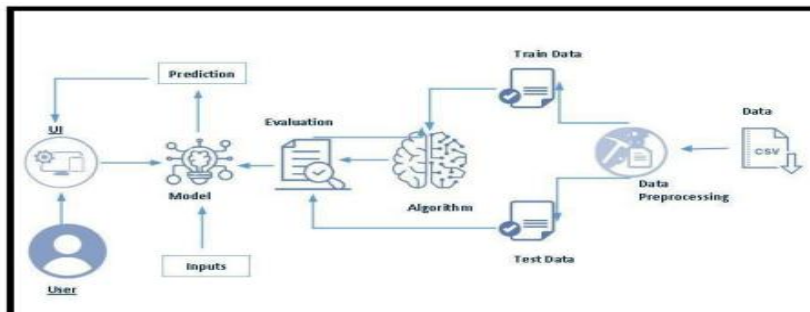 Train Data
Prediction
Data
Evaluation
UI
CSV
Model
Algorithm
Data
Preprocessing
Inputs
Test Data
User